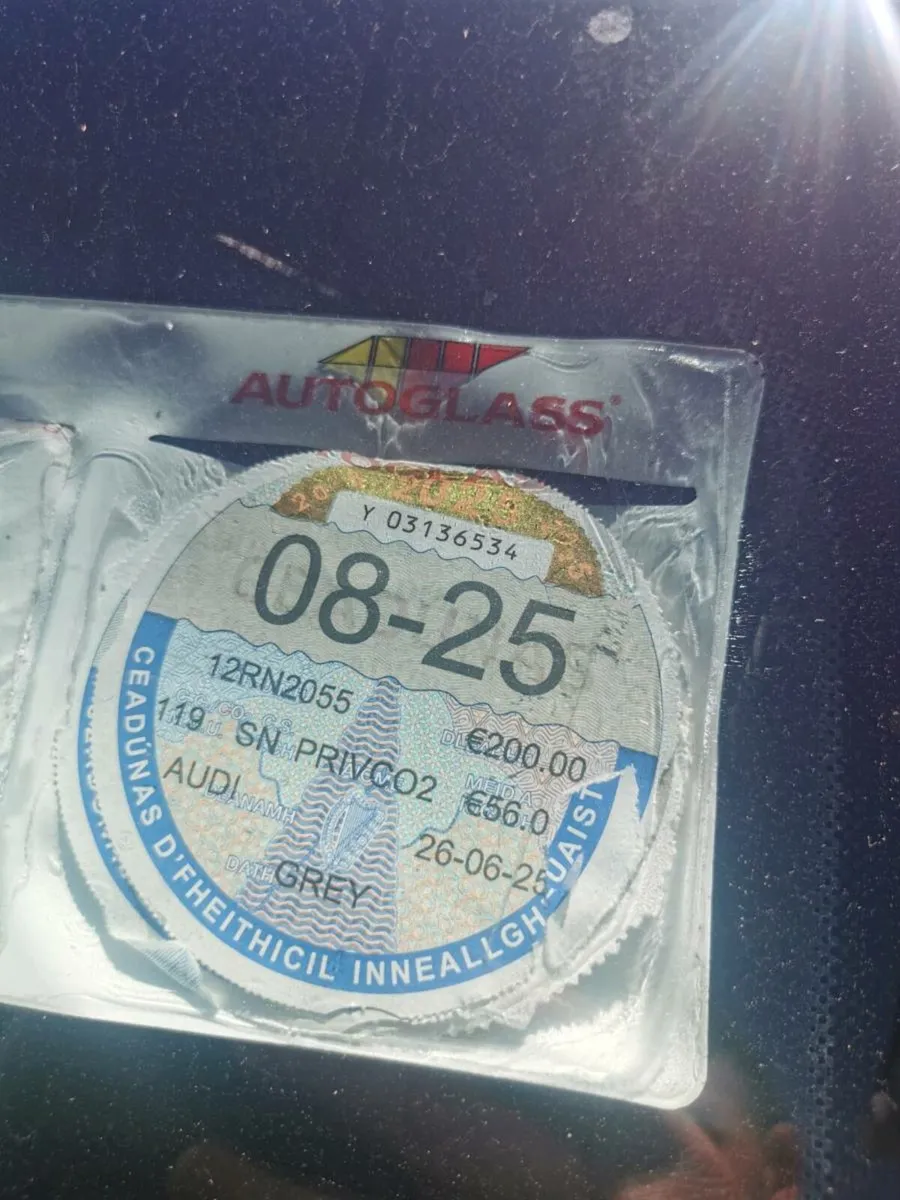 AUTOGLASS
Y 03136534
08-25
12RN2055
€200.00
119 SN PRIVCO2
€56.0
AUDI
26-06-25
GREY
CEADÚNAS D'FHEITHICIL INNEALLGHLUAISTE